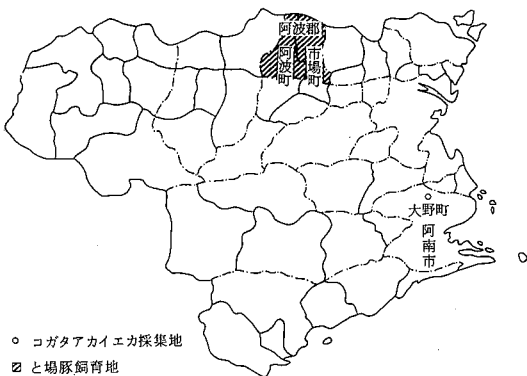 阿波郡
阿波町
市場町
大野町
阿南市
○ コガタアカイエカ採集地
▨ と場豚飼育地